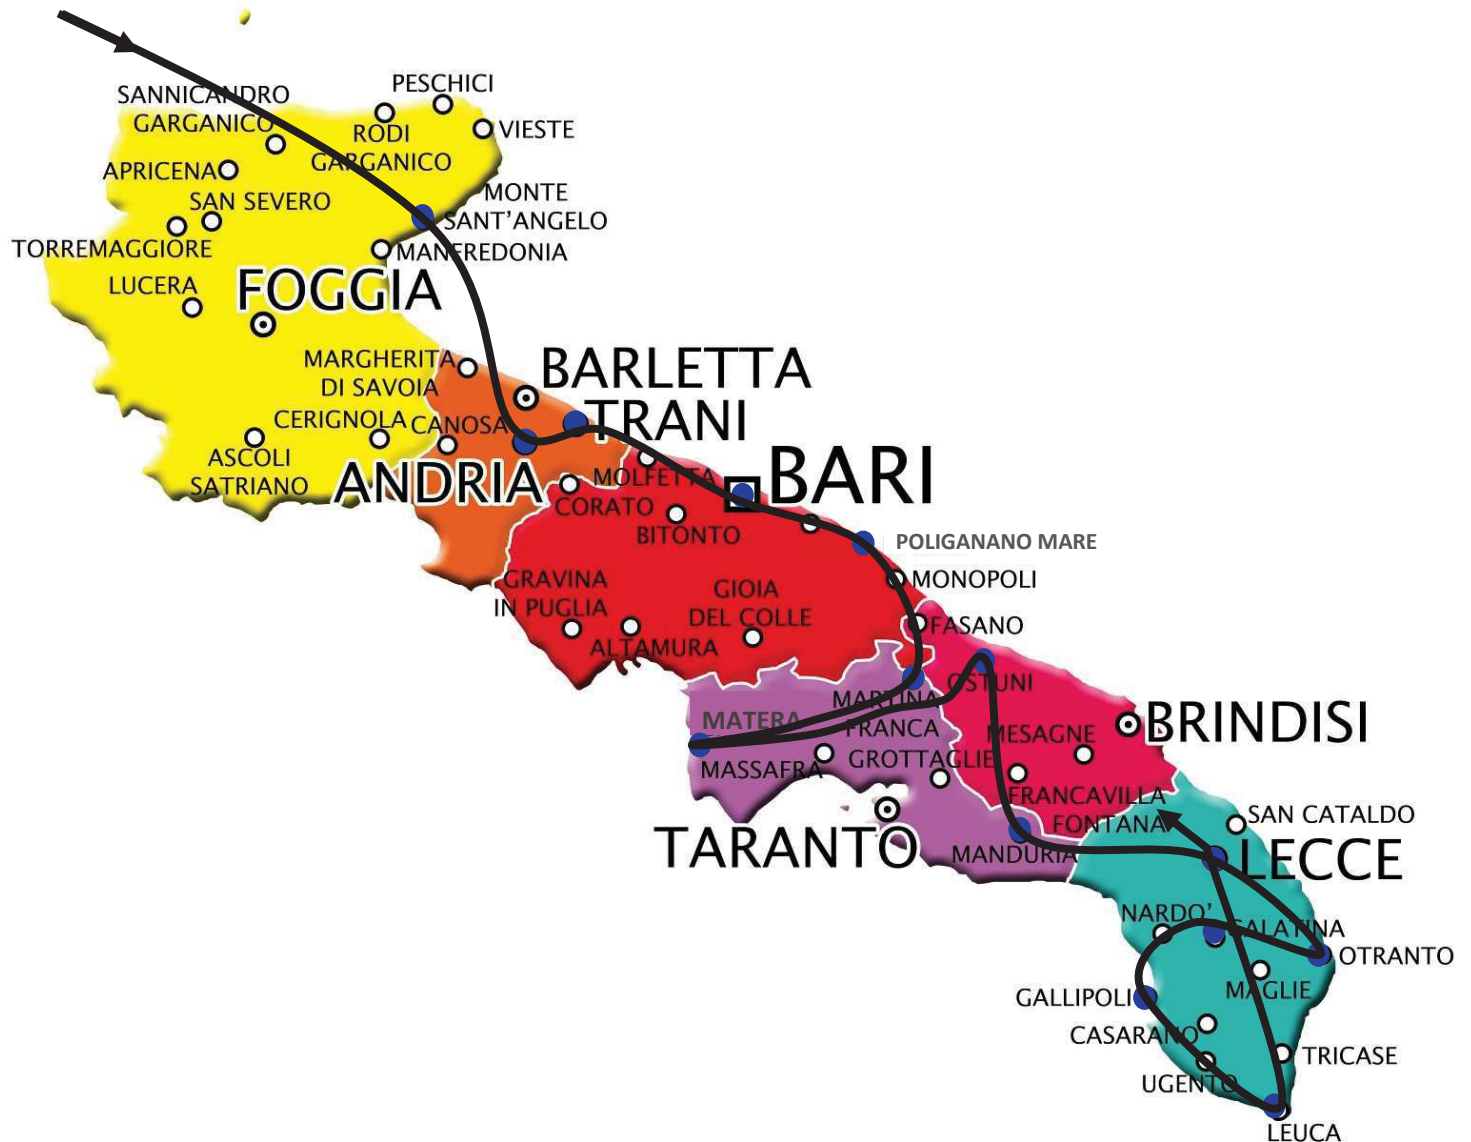 PESCHICI
SANNICANDRO
GARGANICO
RODI
GARGANICO
VIESTE
APRICENA
SAN SEVERO
MONTE
SANT'ANGELO
TORREMAGGIORE
MANFREDONIA
LUCERA
FOGGIA
MARGHERITA
DI SAVOIA
BARLETTA
CERIGNOLA
CANOSA
TRANI
ASCOLI
SATRIANO
ANDRIA
MOLFETTA
BARI
CORATO
BITONTO
POLIGANANO MARE
GRAVINA
IN PUGLIA
GIOIA
DEL COLLE
MONOPOLI
FASANO
ALTAMURA
OSTUNI
MARTINA
FRANCA
MATERA
BRINDISI
MESAGNE
MASSAFRA
GROTTAGLIE
FRANCAVILLA
FONTANA
SAN CATALDO
TARANTO
MANDURIA
LECCE
NARDO'
GALATINA
OTRANTO
MAGLIE
GALLIPOLI
CASARANO
TRICASE
UGENTO
LEUCA